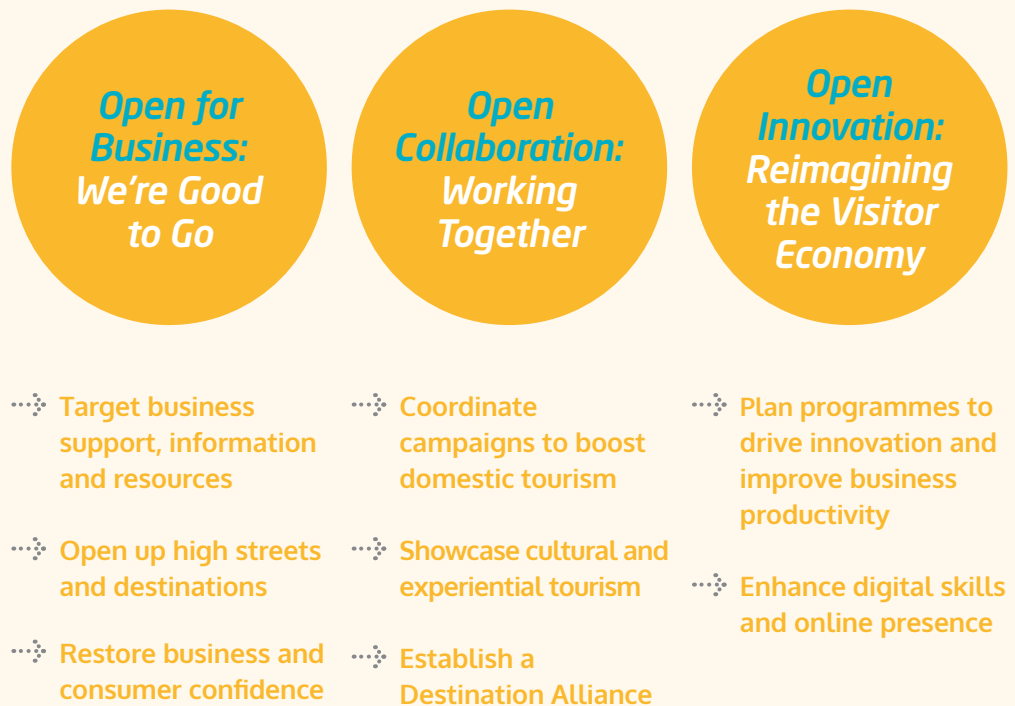 Open for
Business:
We're Good
to Go
Open
Collaboration:
Working
Together
Open
Innovation:
Reimagining
the Visitor
Economy
Target business
support, information
and resources
Open up high streets
and destinations
Restore business and
consumer confidence
Coordinate
campaigns to boost
domestic tourism
Showcase cultural and
experiential tourism
Establish a
Destination Alliance
Plan programmes to
drive innovation and
improve business
productivity
Enhance digital skills
and online presence